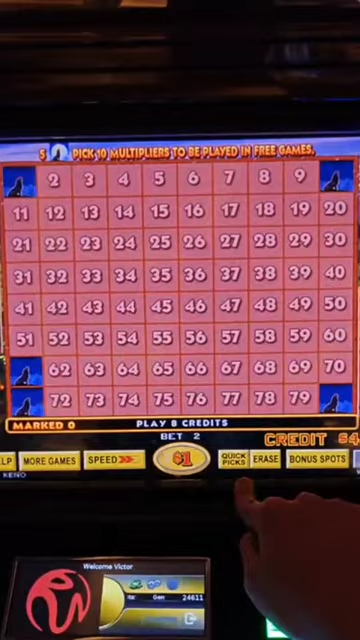 5 PICK 10 MULTIPLIERS TO BE PLAYED IN FREE GAMES.
2 3 4 5 6 7 8 9
11 12 13 14 15 16 17 18 19 20
21 22 23 24 25 26 27 28 29 30
31 32 33 34 35 36 37 38 39 40
41 42 43 44 45 46 47 48 49 50
51 52 53 54 55 56 57 58 59 60
62 63 64 65 66 67 68 69 70
72 73 74 75 76 77 78 79
MARKED 0 PLAY 8 CREDITS
BET 2 CREDIT $4
LP MORE GAMES SPEED $1 QUICK PICKS ERASE BONUS SPOTS
KENO
Welcome Victor
Gen 24611